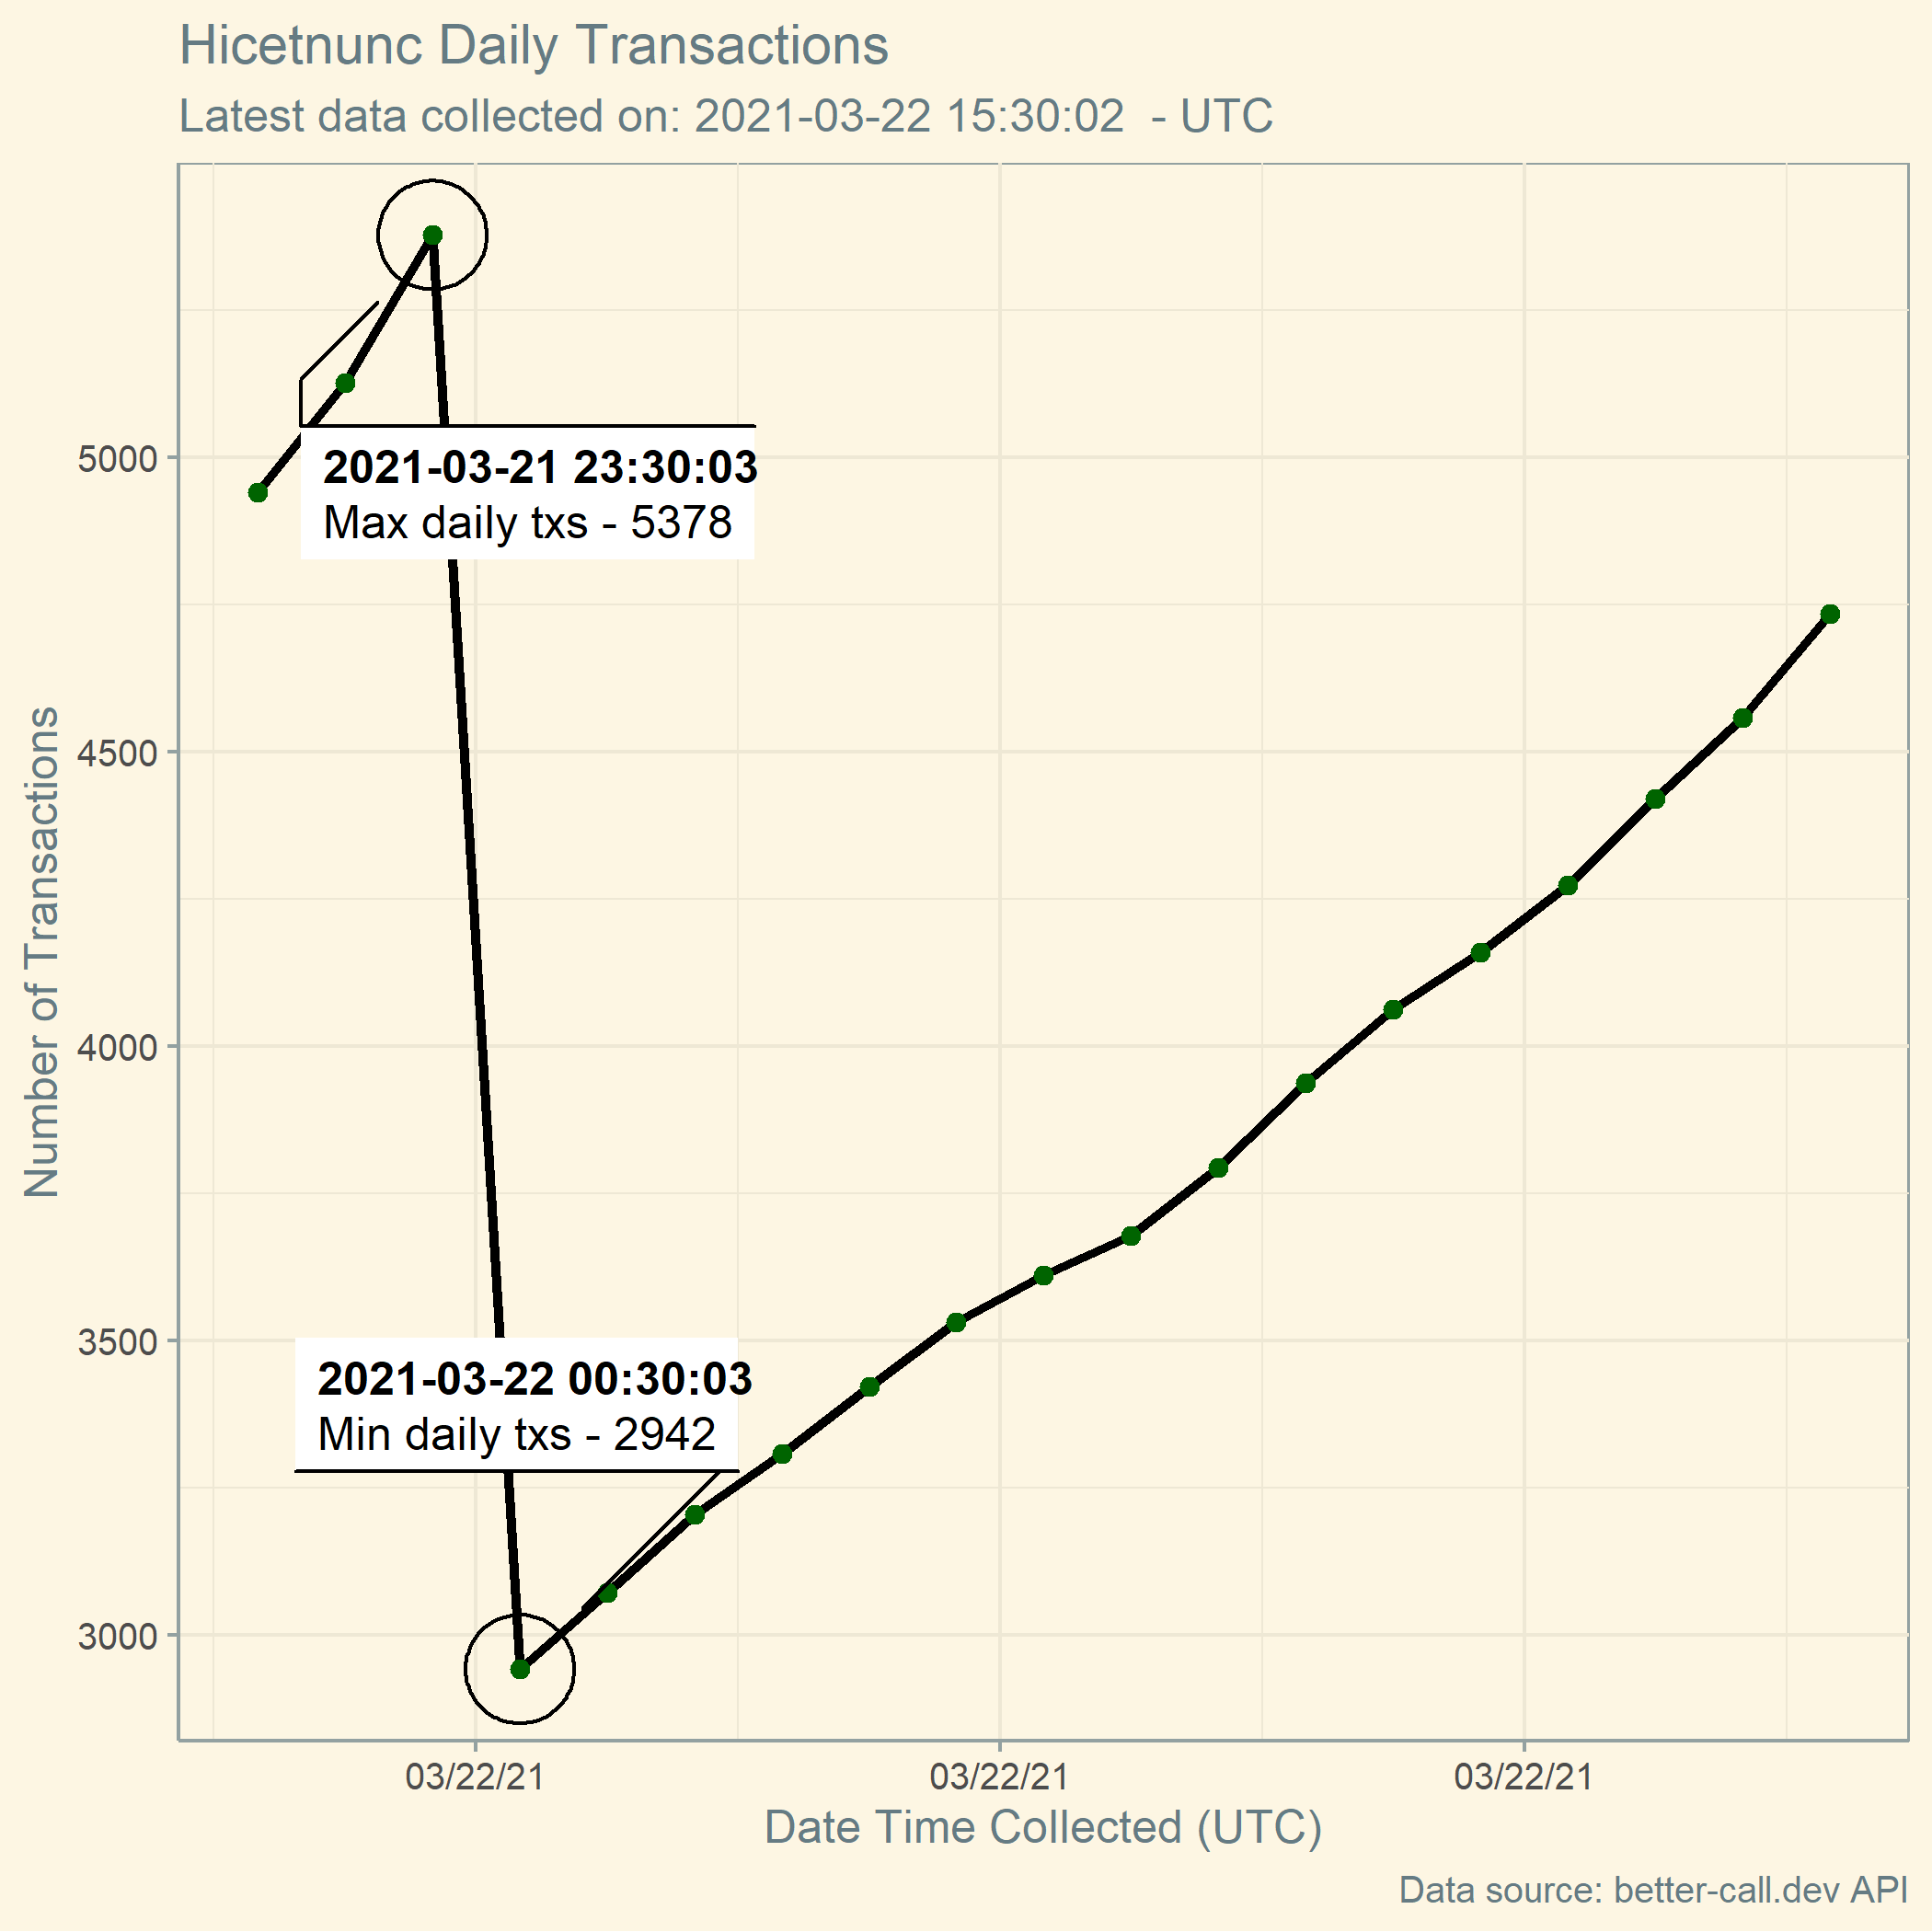 Hicetnunc Daily Transactions
Latest data collected on: 2021-03-22 15:30:02  - UTC
Number of Transactions
5000
4500
4000
3500
3000
2021-03-21 23:30:03
Max daily txs - 5378
2021-03-22 00:30:03
Min daily txs - 2942
03/22/21
03/22/21
03/22/21
Date Time Collected (UTC)
Data source: better-call.dev API